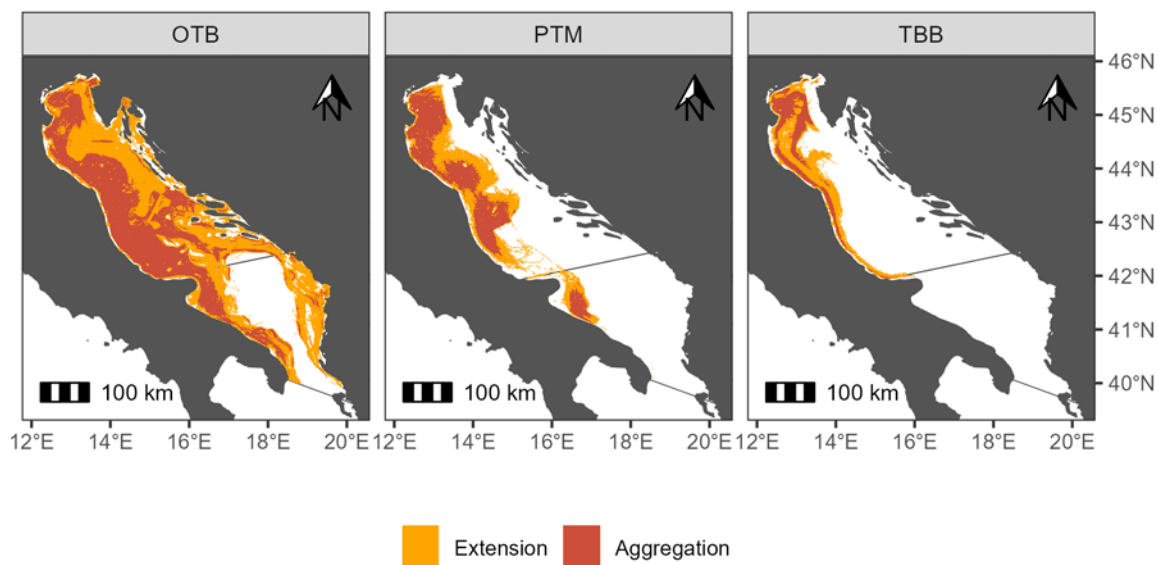 OTB PTM TBB
N N N
46°N
45°N
44°N
43°N
42°N
41°N
40°N
100 km 100 km 100 km
12°E 14°E 16°E 18°E 20°E 12°E 14°E 16°E 18°E 20°E 12°E 14°E 16°E 18°E 20°E
Extension Aggregation